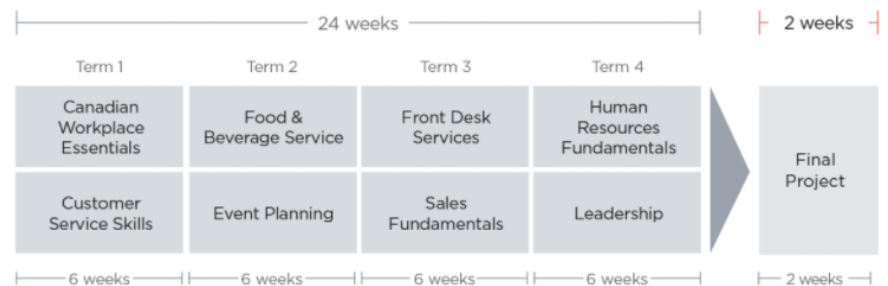 24 weeks
2 weeks
Term 1
Term 2
Term 3
Term 4
Canadian
Workplace
Essentials
Food &
Beverage Service
Front Desk
Services
Human
Resources
Fundamentals
Customer
Service Skills
Event Planning
Sales
Fundamentals
Leadership
Final
Project
6 weeks
6 weeks
6 weeks
6 weeks
2 weeks